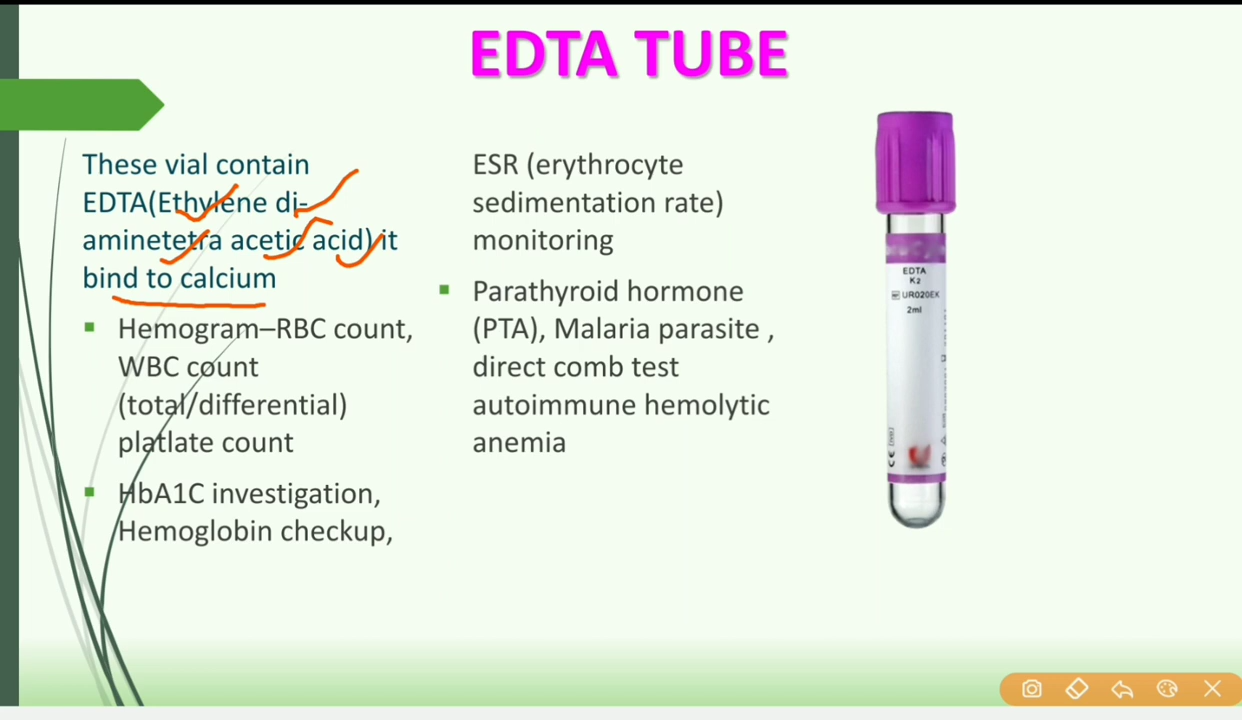 EDTA TUBE
These vial contain
EDTA(Ethylene di-
aminetetra acetic acid) it
bind to calcium
Hemogram–RBC count,
WBC count
(total/differential)
platlate count
HbA1C investigation,
Hemoglobin checkup,
ESR (erythrocyte
sedimentation rate)
monitoring
Parathyroid hormone
(PTA), Malaria parasite ,
direct comb test
autoimmune hemolytic
anemia
EDTA
K2
UR020EK
2ml